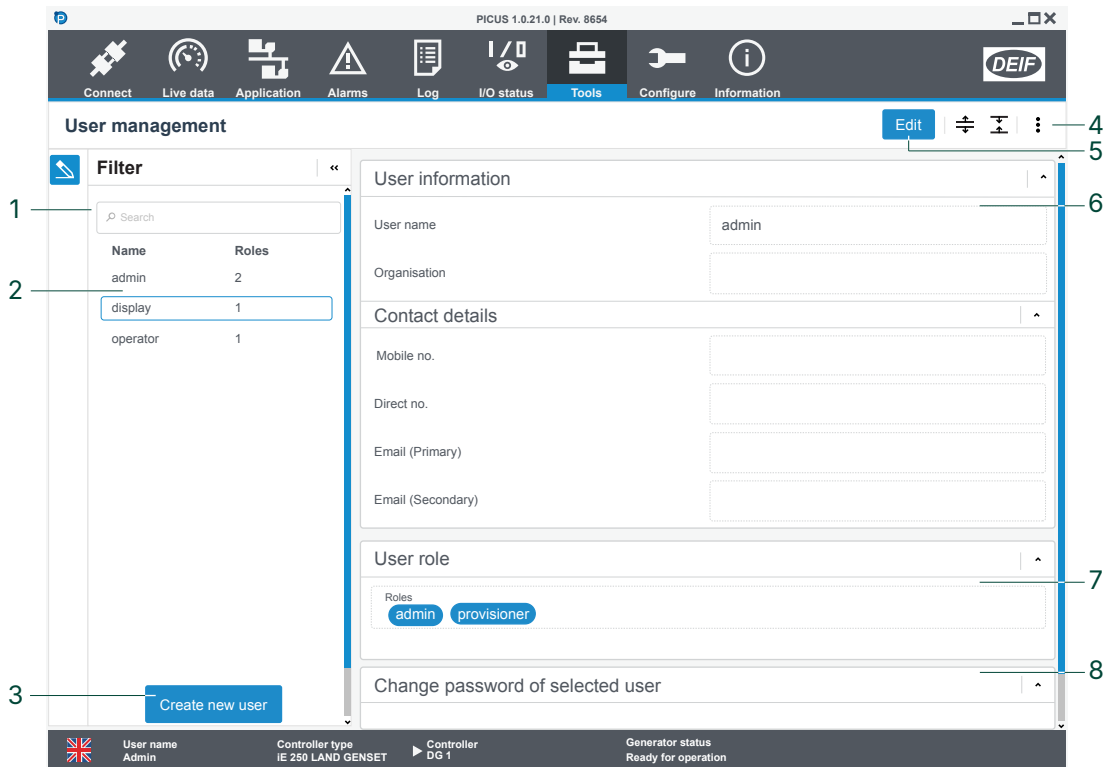 PICUS 1.0.21.0 | Rev. 8654
Connect Live data Application Alarms Log I/O status Tools Configure Information
DEIF
User management Edit
4
5
Filter
User information
1
Search
6
User name admin
Name Roles
admin 2
Organisation
2
display 1
Contact details
operator 1
Mobile no.
Direct no.
Email (Primary)
Email (Secondary)
User role
7
Roles
admin provisioner
8
Change password of selected user
3
Create new user
User name Controller type Controller Generator status
Admin iE 250 LAND GENSET DG 1 Ready for operation